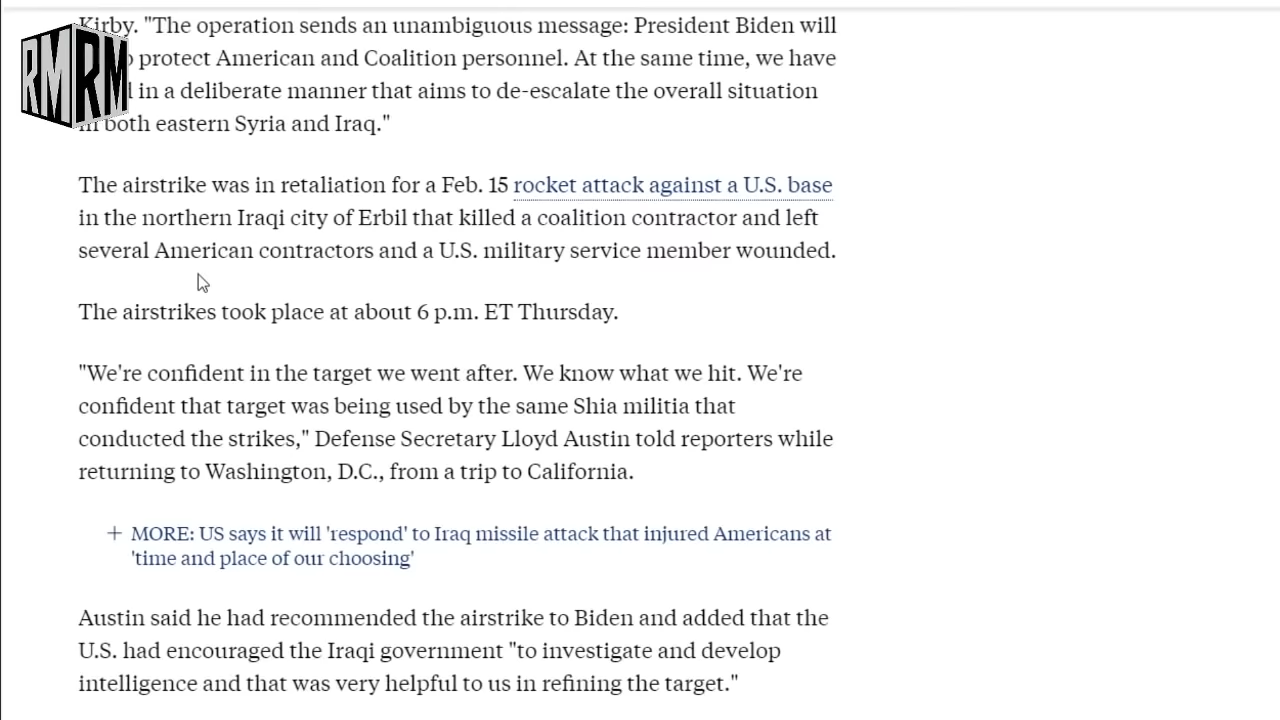 RM RM
Kirby. "The operation sends an unambiguous message: President Biden will
protect American and Coalition personnel. At the same time, we have
in a deliberate manner that aims to de-escalate the overall situation
in both eastern Syria and Iraq."
The airstrike was in retaliation for a Feb. 15 rocket attack against a U.S. base
in the northern Iraqi city of Erbil that killed a coalition contractor and left
several American contractors and a U.S. military service member wounded.
The airstrikes took place at about 6 p.m. ET Thursday.
"We're confident in the target we went after. We know what we hit. We're
confident that target was being used by the same Shia militia that
conducted the strikes," Defense Secretary Lloyd Austin told reporters while
returning to Washington, D.C., from a trip to California.
+ MORE: US says it will 'respond' to Iraq missile attack that injured Americans at
'time and place of our choosing'
Austin said he had recommended the airstrike to Biden and added that the
U.S. had encouraged the Iraqi government "to investigate and develop
intelligence and that was very helpful to us in refining the target."